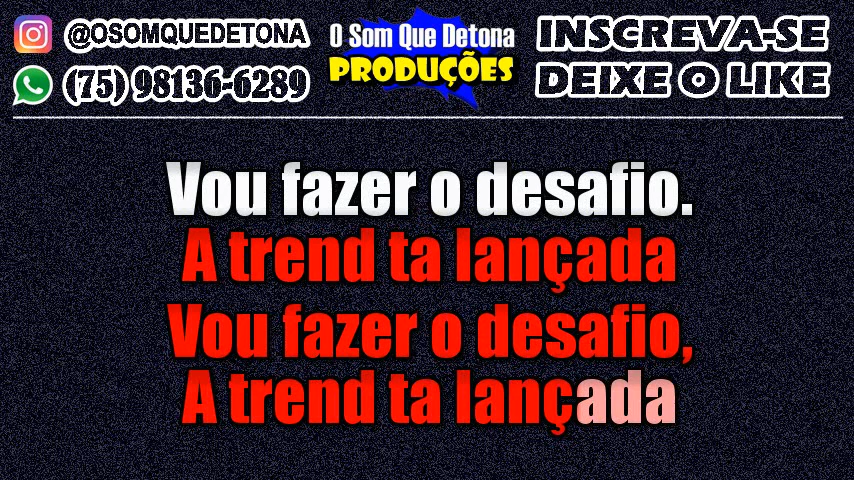 @OSOMQUEDETONA
(75) 98136-6289
O Som Que Detona
PRODUÇÕES
INSCREVA-SE
DEIXE O LIKE
Vou fazer o desafio.
A trend ta lançada
Vou fazer o desafio,
A trend ta lançada